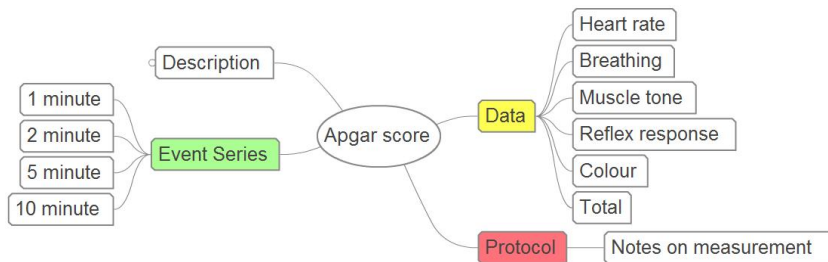 Description
1 minute
2 minute
5 minute
10 minute
Event Series
Apgar score
Data
Heart rate
Breathing
Muscle tone
Reflex response
Colour
Total
Protocol
Notes on measurement